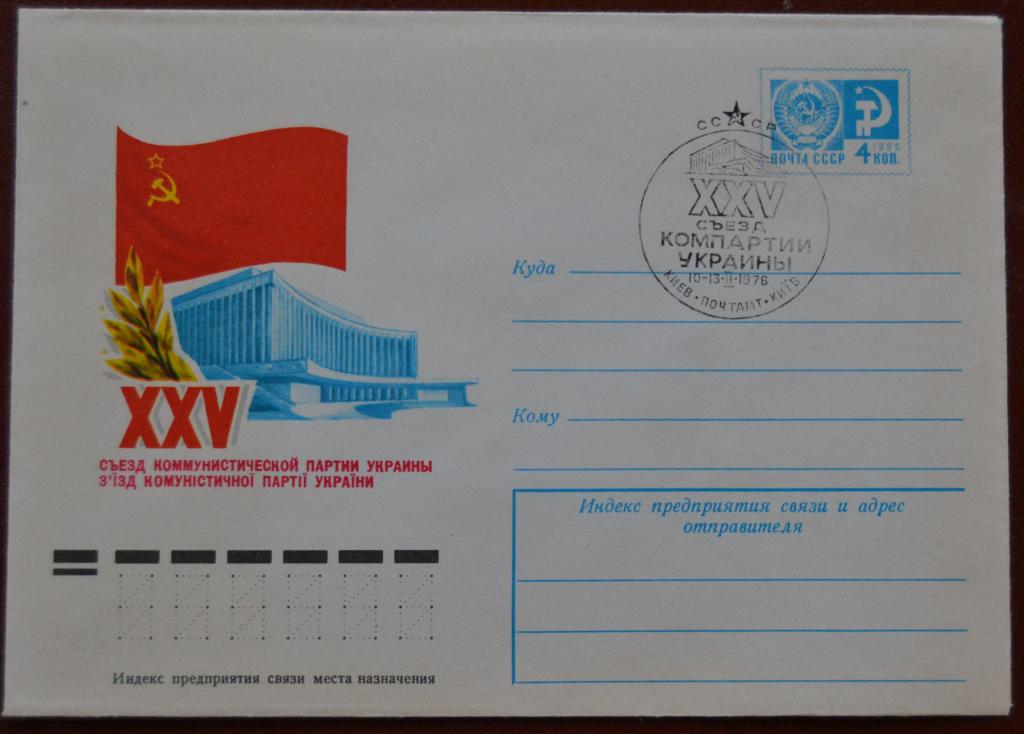 1966
ПОЧТА СССР 4 КОП.
СССР
XXV
СЪЕЗД
КОМПАРТИИ
УКРАИНЫ
10-13·II·1976
КИЕВ · ПОЧТАМТ · КИЇВ
Куда
Кому
XXV
СЪЕЗД КОММУНИСТИЧЕСКОЙ ПАРТИИ УКРАИНЫ
З'ЇЗД КОМУНІСТИЧНОЇ ПАРТІЇ УКРАЇНИ
Индекс предприятия связи и адрес
отправителя
Индекс предприятия связи места назначения